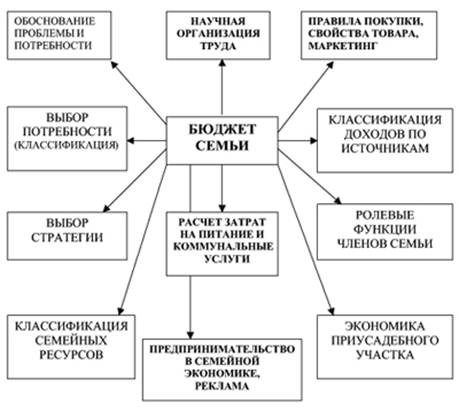 ОБОСНОВАНИЕ
ПРОБЛЕМЫ И
ПОТРЕБНОСТИ
НАУЧНАЯ
ОРГАНИЗАЦИЯ
ТРУДА
ПРАВИЛА ПОКУПКИ,
СВОЙСТВА ТОВАРА,
МАРКЕТИНГ
ВЫБОР
ПОТРЕБНОСТИ
(КЛАССИФИКАЦИЯ)
БЮДЖЕТ
СЕМЬИ
КЛАССИФИКАЦИЯ
ДОХОДОВ ПО
ИСТОЧНИКАМ
ВЫБОР
СТРАТЕГИИ
РАСЧЕТ ЗАТРАТ
НА ПИТАНИЕ И
КОММУНАЛЬНЫЕ
УСЛУГИ
РОЛЕВЫЕ
ФУНКЦИИ
ЧЛЕНОВ СЕМЬИ
КЛАССИФИКАЦИЯ
СЕМЕЙНЫХ
РЕСУРСОВ
ПРЕДПРИНИМАТЕЛЬСТВО
В СЕМЕЙНОЙ
ЭКОНОМИКЕ,
РЕКЛАМА
ЭКОНОМИКА
ПРИУСАДЕБНОГО
УЧАСТКА